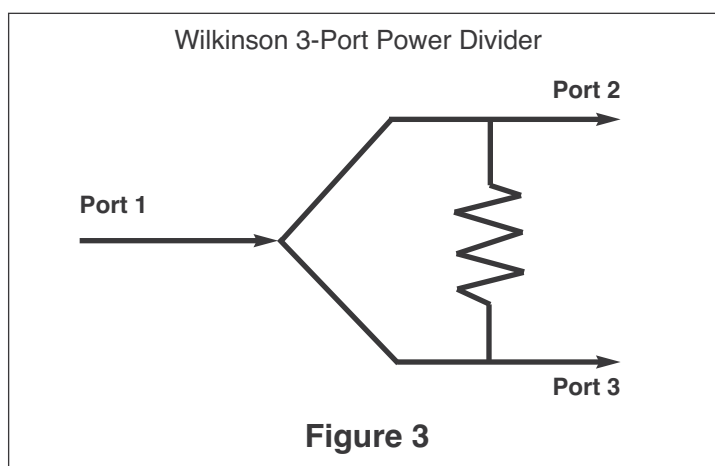 Wilkinson 3-Port Power Divider
Port 2
Port 1
Port 3
Figure 3